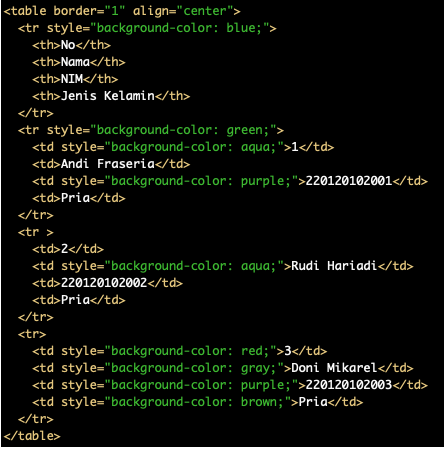 <table border="1" align="center">
  <tr style="background-color: blue;">
    <th>No</th>
    <th>Nama</th>
    <th>NIM</th>
    <th>Jenis Kelamin</th>
  </tr>
  <tr style="background-color: green;">
    <td style="background-color: aqua;">1</td>
    <td>Andi Fraseria</td>
    <td style="background-color: purple;">220120102001</td>
    <td>Pria</td>
  </tr>
  <tr >
    <td>2</td>
    <td style="background-color: aqua;">Rudi Hariadi</td>
    <td>220120102002</td>
    <td>Pria</td>
  </tr>
  <tr>
    <td style="background-color: red;">3</td>
    <td style="background-color: gray;">Doni Mikarel</td>
    <td style="background-color: purple;">220120102003</td>
    <td style="background-color: brown;">Pria</td>
  </tr>
</table>